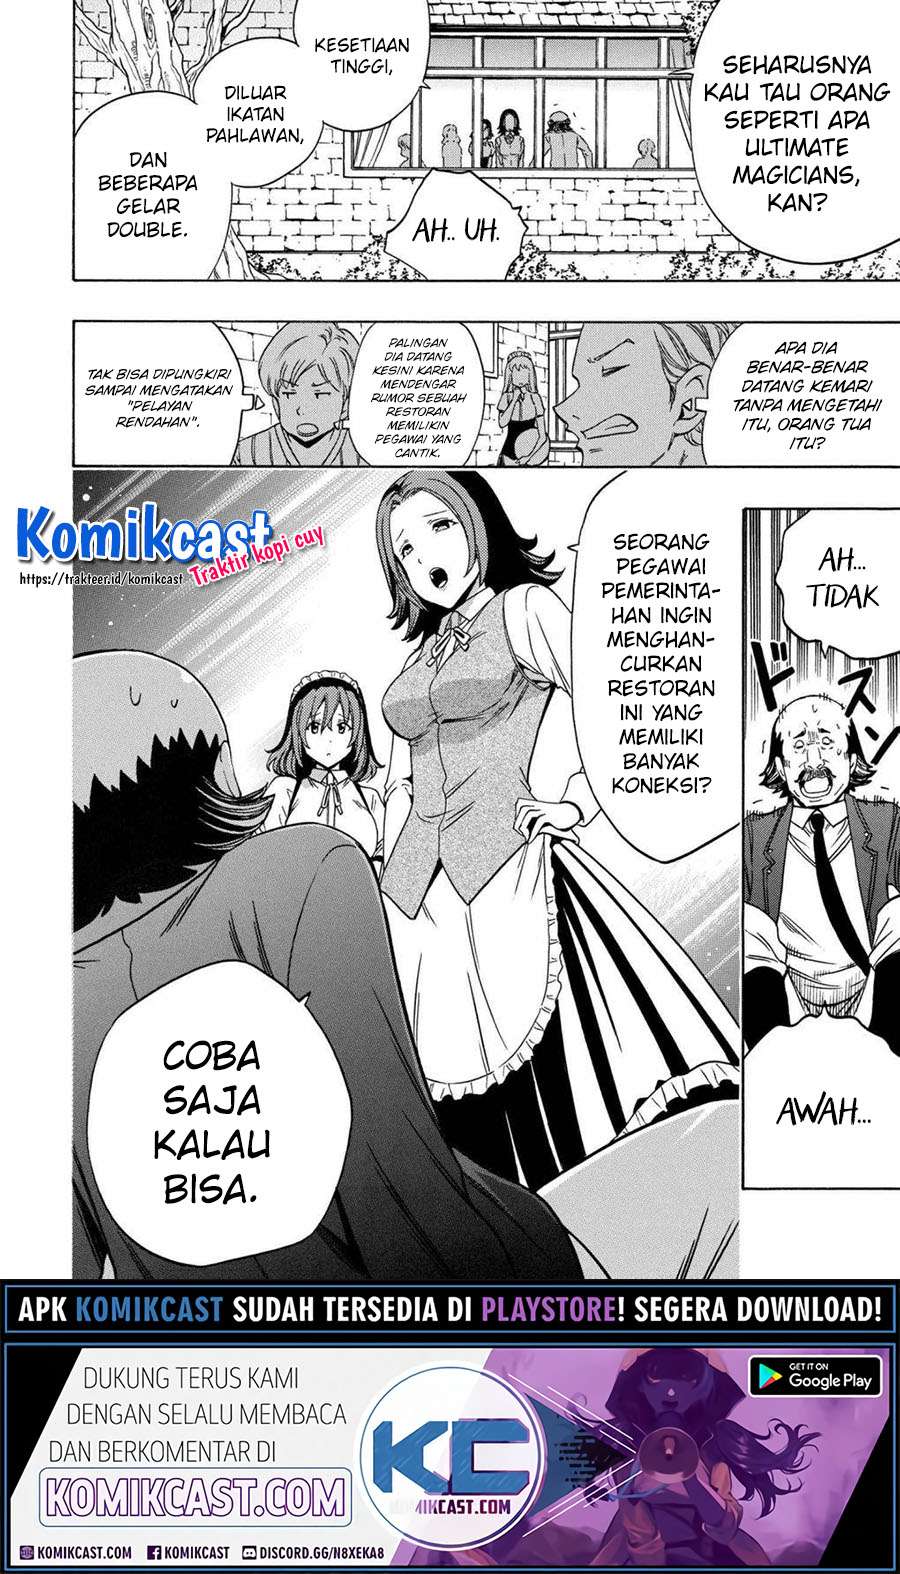 SEHARUSNYA
KAU TAU ORANG
SEPERTI APA
ULTIMATE
MAGICIANS,
KAN?
KESETIAAN
TINGGI,
DILUAR
IKATAN
PAHLAWAN,
DAN
BEBERAPA
GELAR
DOUBLE.
AH.. UH.
APA DIA
BENAR-BENAR
DATANG KEMARI
TANPA MENGETAHI
ITU, ORANG TUA
ITU?
PALINGAN
DIA DATANG
KESINI KARENA
MENDENGAR
RUMOR SEBUAH
RESTORAN
MEMILIKIN
PEGAWAI YANG
CANTIK.
TAK BISA DIPUNGKIRI
SAMPAI MENGATAKAN
"PELAYAN
RENDAHAN".
AH...
TIDAK
ドスン
AWAH...
SEORANG
PEGAWAI
PEMERINTA-
HAN INGIN
MENGHAN-
CURKAN
RESTORAN
INI YANG
MEMILIKI
BANYAK
KONEKSI?
COBA
SAJA
KALAU
BISA.
Komikcast
https://trakteer.id/komikcast
Traktir kopi cuy
APK KOMIKCAST SUDAH TERSEDIA DI PLAYSTORE! SEGERA DOWNLOAD!
DUKUNG TERUS KAMI
DENGAN SELALU MEMBACA
DAN BERKOMENTAR DI
KOMIKCAST.COM
KOMIKCAST.COM KOMIKCAST DISCORD.GG/N8XEKA8
KC
KOMIKCAST.COM
GET IT ON
Google Play